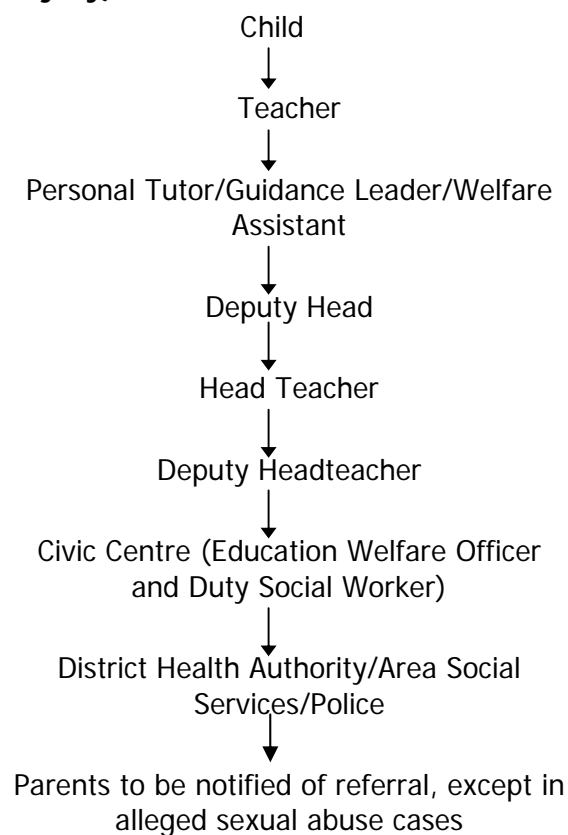 Child
Teacher
Personal Tutor/Guidance Leader/Welfare
Assistant
Deputy Head
Head Teacher
Deputy Headteacher
Civic Centre (Education Welfare Officer
and Duty Social Worker)
District Health Authority/Area Social
Services/Police
Parents to be notified of referral, except in
alleged sexual abuse cases